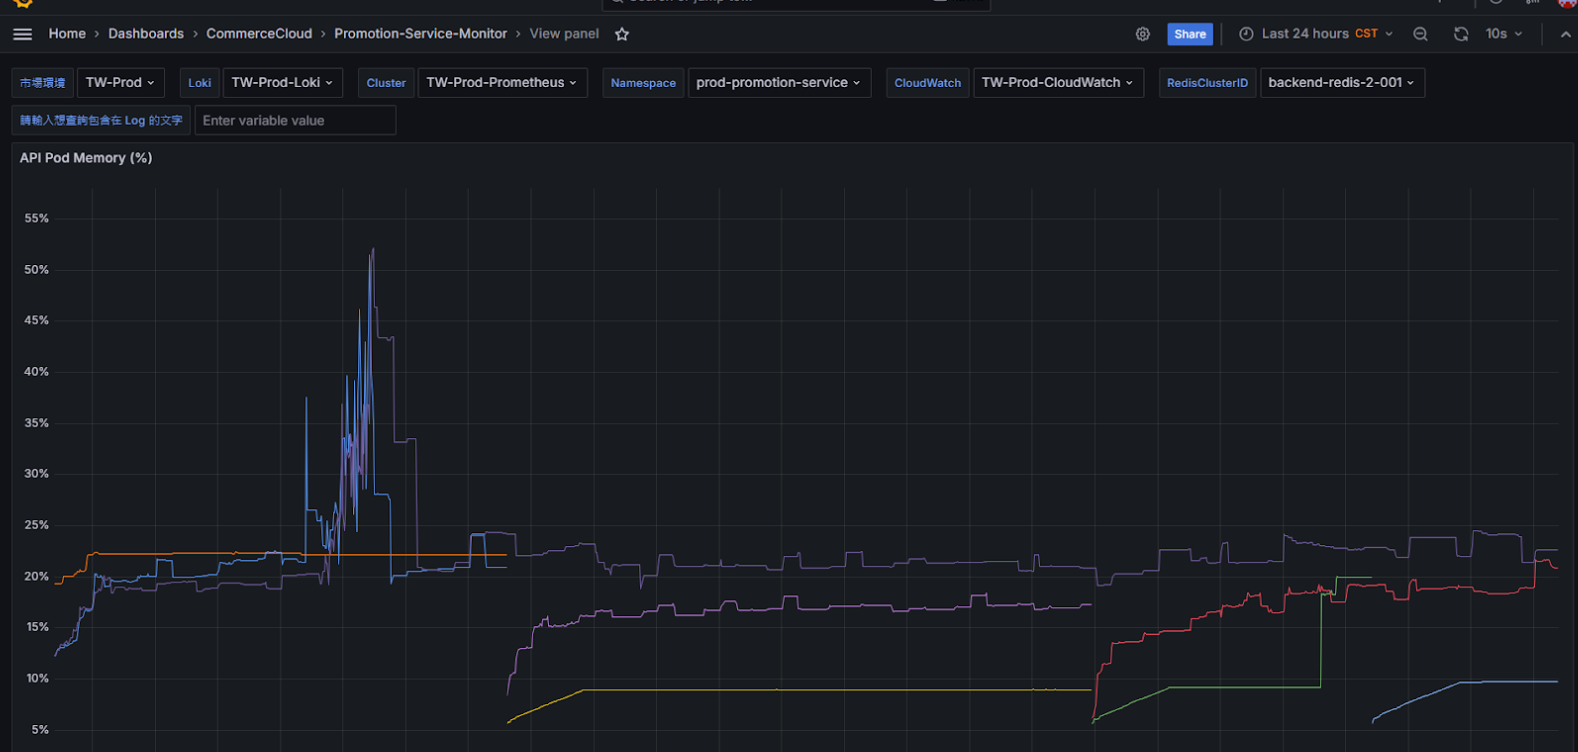 Home › Dashboards › CommerceCloud › Promotion-Service-Monitor › View panel Share Last 24 hours CST 10s
市場環境 TW-Prod Loki TW-Prod-Loki Cluster TW-Prod-Prometheus Namespace prod-promotion-service CloudWatch TW-Prod-CloudWatch RedisClusterID backend-redis-2-001
請輸入想查詢包含在 Log 的文字 Enter variable value
API Pod Memory (%)
55%
50%
45%
40%
35%
30%
25%
20%
15%
10%
5%